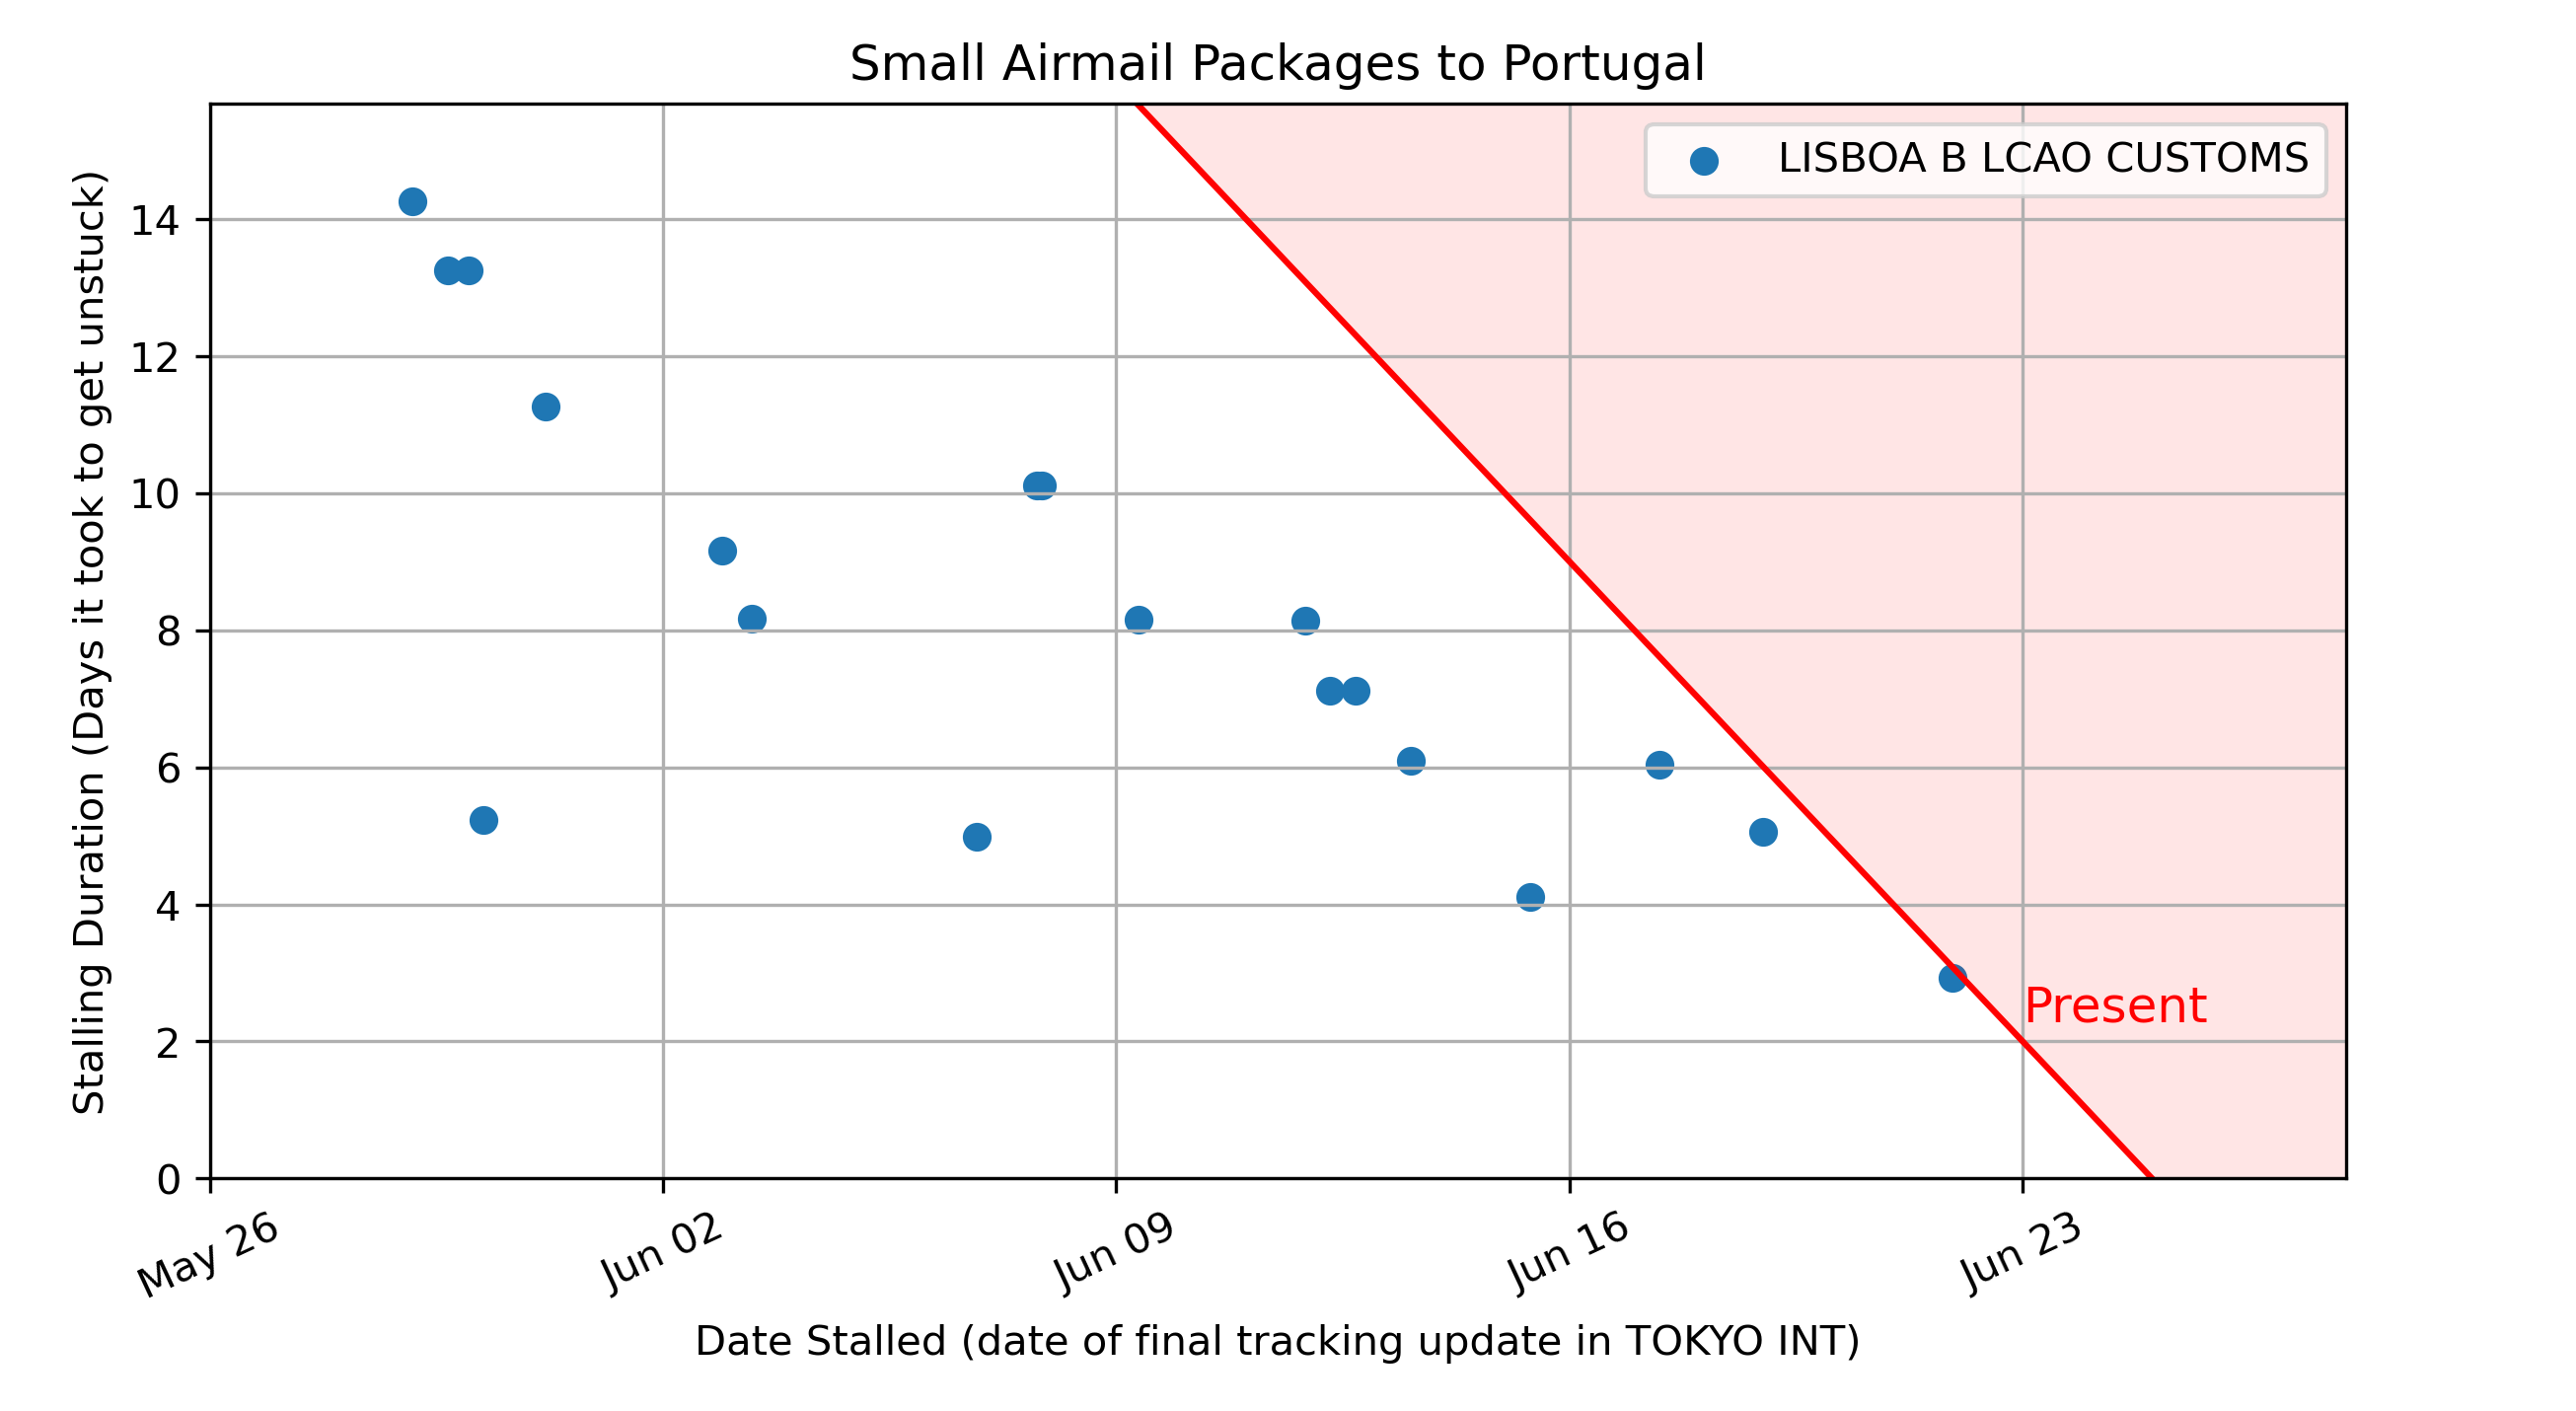 Small Airmail Packages to Portugal
LISBOA B LCAO CUSTOMS
Stalling Duration (Days it took to get unstuck)
14
12
10
8
6
4
2
0
Present
May 26
Jun 02
Jun 09
Jun 16
Jun 23
Date Stalled (date of final tracking update in TOKYO INT)